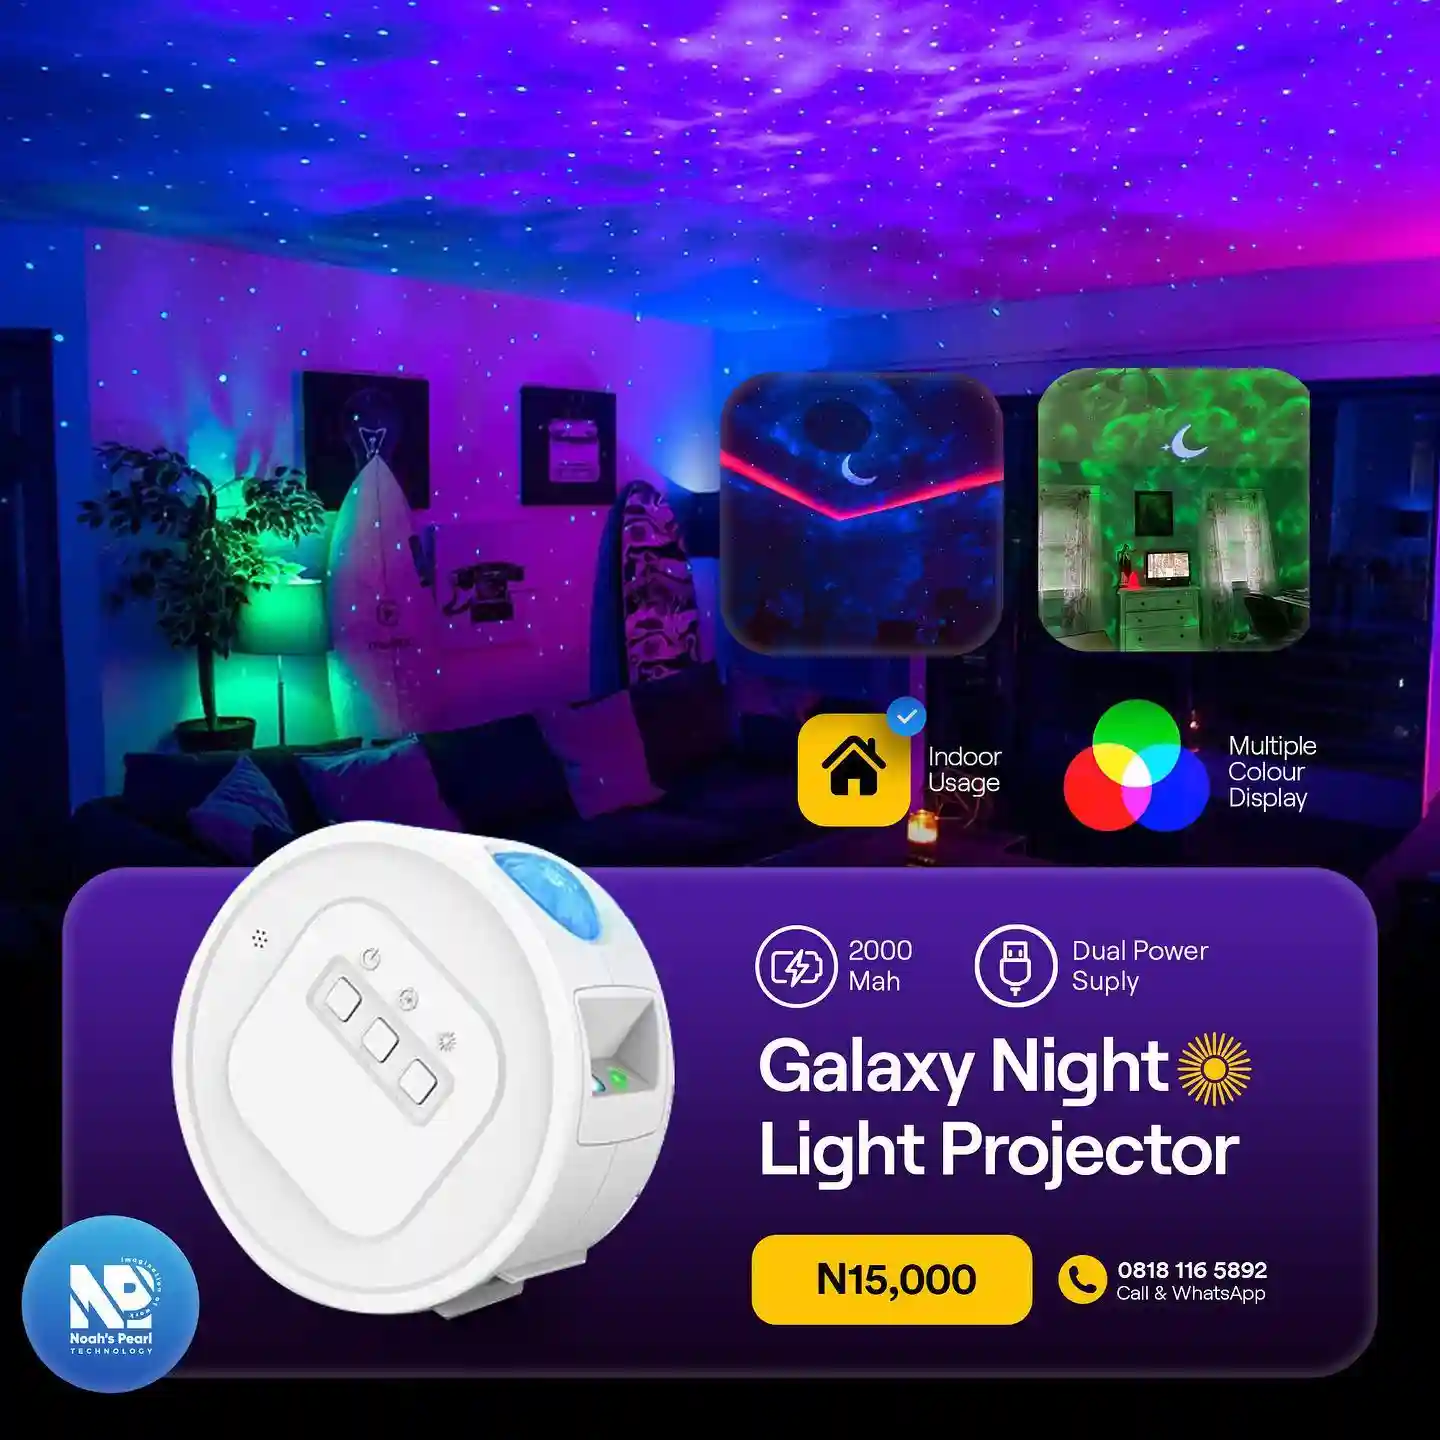 Indoor
Usage
Multiple
Colour
Display
2000
Mah
Dual Power
Suply
Galaxy Night
Light Projector
N15,000
0818 116 5892
Call & WhatsApp
NP
imagination at work
Noah's Pearl
TECHNOLOGY